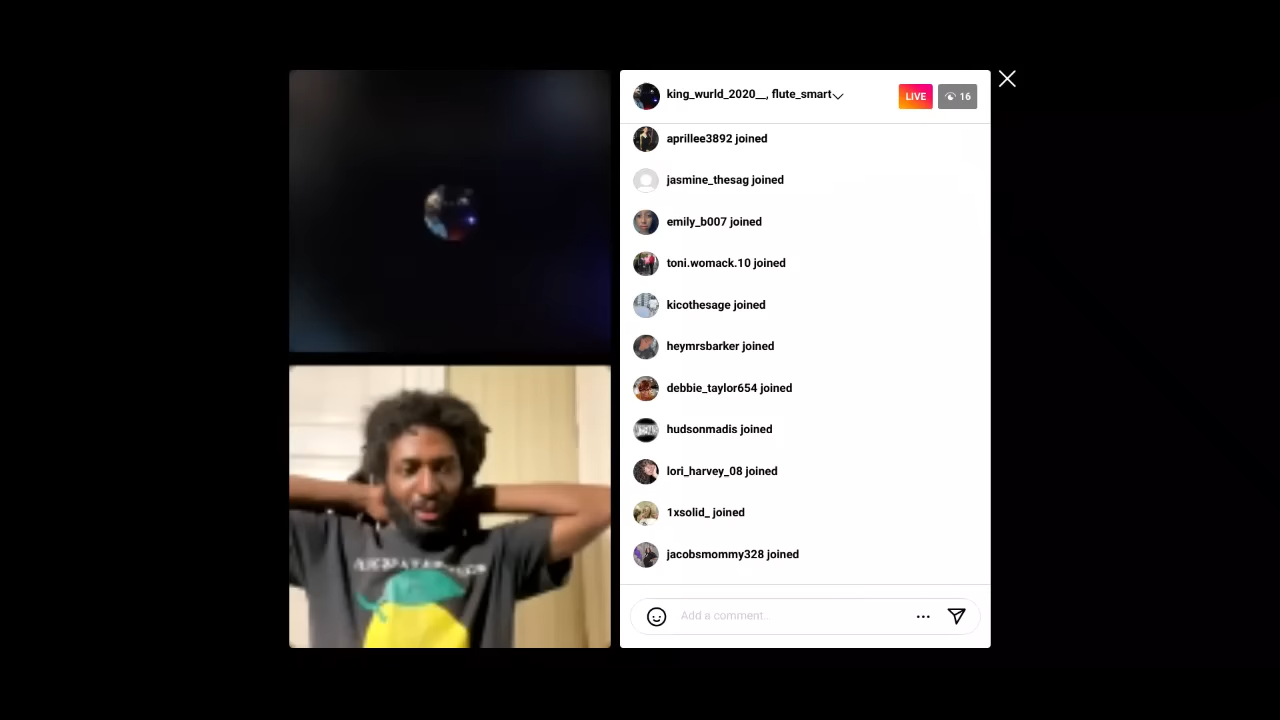 king_wurld_2020__, flute_smart
LIVE
16
aprillee3892 joined
jasmine_thesag joined
emily_b007 joined
toni.womack.10 joined
kicothesage joined
heymrsbarker joined
debbie_taylor654 joined
hudsonmadis joined
lori_harvey_08 joined
1xsolid_ joined
jacobsmommy328 joined
Add a comment..